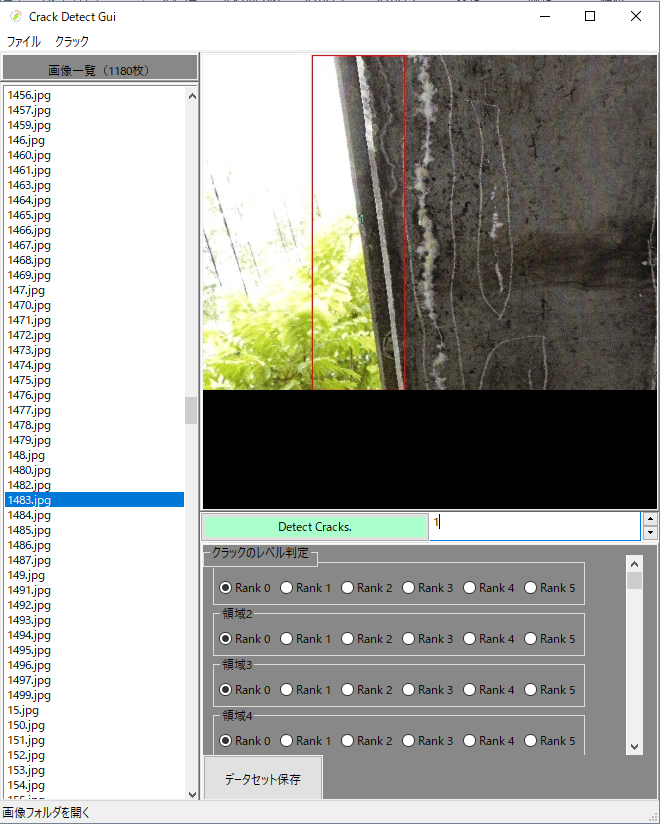 Crack Detect Gui
ファイル クラック
画像一覧（1180枚）
1456.jpg
1457.jpg
1459.jpg
146.jpg
1460.jpg
1461.jpg
1463.jpg
1464.jpg
1465.jpg
1466.jpg
1467.jpg
1468.jpg
1469.jpg
147.jpg
1470.jpg
1471.jpg
1472.jpg
1473.jpg
1474.jpg
1475.jpg
1476.jpg
1477.jpg
1478.jpg
1479.jpg
148.jpg
1480.jpg
1482.jpg
1483.jpg
1484.jpg
1485.jpg
1486.jpg
1487.jpg
149.jpg
1491.jpg
1492.jpg
1493.jpg
1494.jpg
1495.jpg
1496.jpg
1497.jpg
1499.jpg
15.jpg
150.jpg
151.jpg
152.jpg
153.jpg
154.jpg
1
Detect Cracks.
1
クラックのレベル判定
Rank 0 Rank 1 Rank 2 Rank 3 Rank 4 Rank 5
領域2
Rank 0 Rank 1 Rank 2 Rank 3 Rank 4 Rank 5
領域3
Rank 0 Rank 1 Rank 2 Rank 3 Rank 4 Rank 5
領域4
Rank 0 Rank 1 Rank 2 Rank 3 Rank 4 Rank 5
データセット保存
画像フォルダを開く